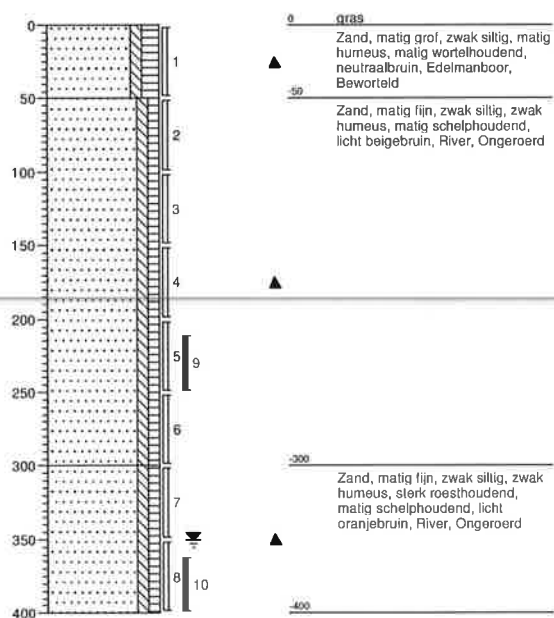 0
50
100
150
200
250
300
350
400
1
2
3
4
5
9
6
7
8
10
0 gras
Zand, matig grof, zwak siltig, matig
humeus, matig wortelhoudend,
neutraalbruin, Edelmanboor,
Beworteld
-50
Zand, matig fijn, zwak siltig, zwak
humeus, matig schelphoudend,
licht beigebruin, River, Ongeroerd
-300
Zand, matig fijn, zwak siltig, zwak
humeus, sterk roesthoudend,
matig schelphoudend, licht
oranjebruin, River, Ongeroerd
-400